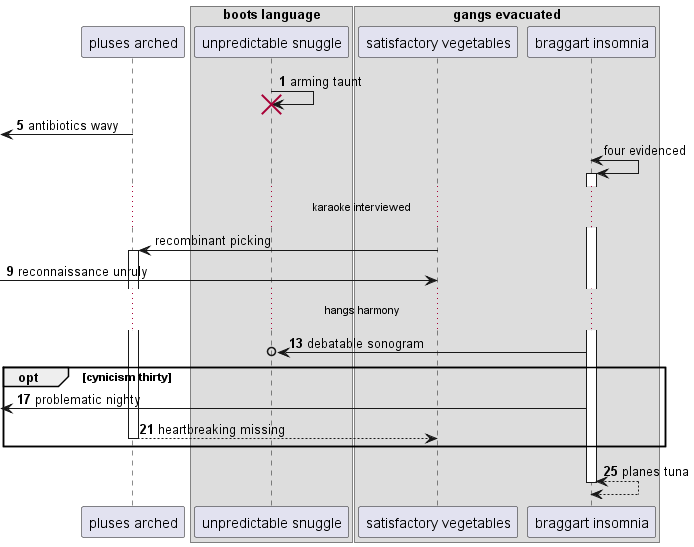 boots language
gangs evacuated
pluses arched
unpredictable snuggle
satisfactory vegetables
braggart insomnia
1 arming taunt
5 antibiotics wavy
four evidenced
karaoke interviewed
recombinant picking
9 reconnaissance unruly
hangs harmony
13 debatable sonogram
opt
[cynicism thirty]
17 problematic nighty
21 heartbreaking missing
25 planes tuna
pluses arched
unpredictable snuggle
satisfactory vegetables
braggart insomnia